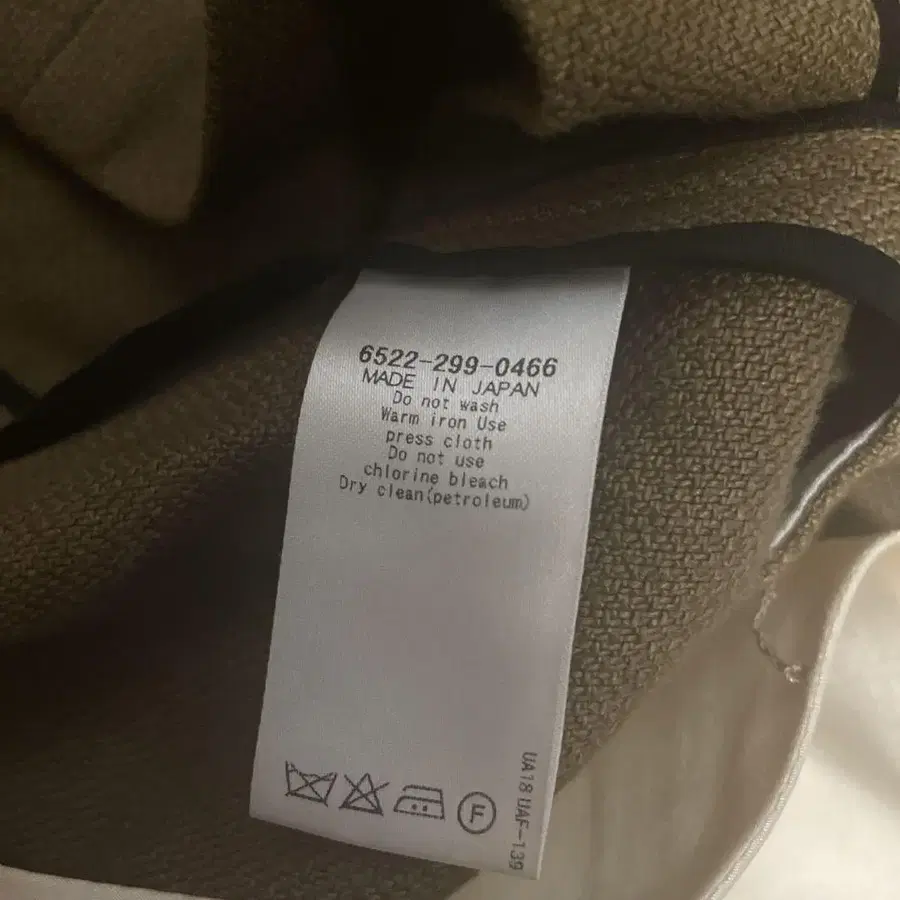 6522-299-0466
MADE IN JAPAN
Do not wash
Warm iron Use
press cloth
Do not use
chlorine bleach
Dry clean(petroleum)
F
UA18 UAF-139